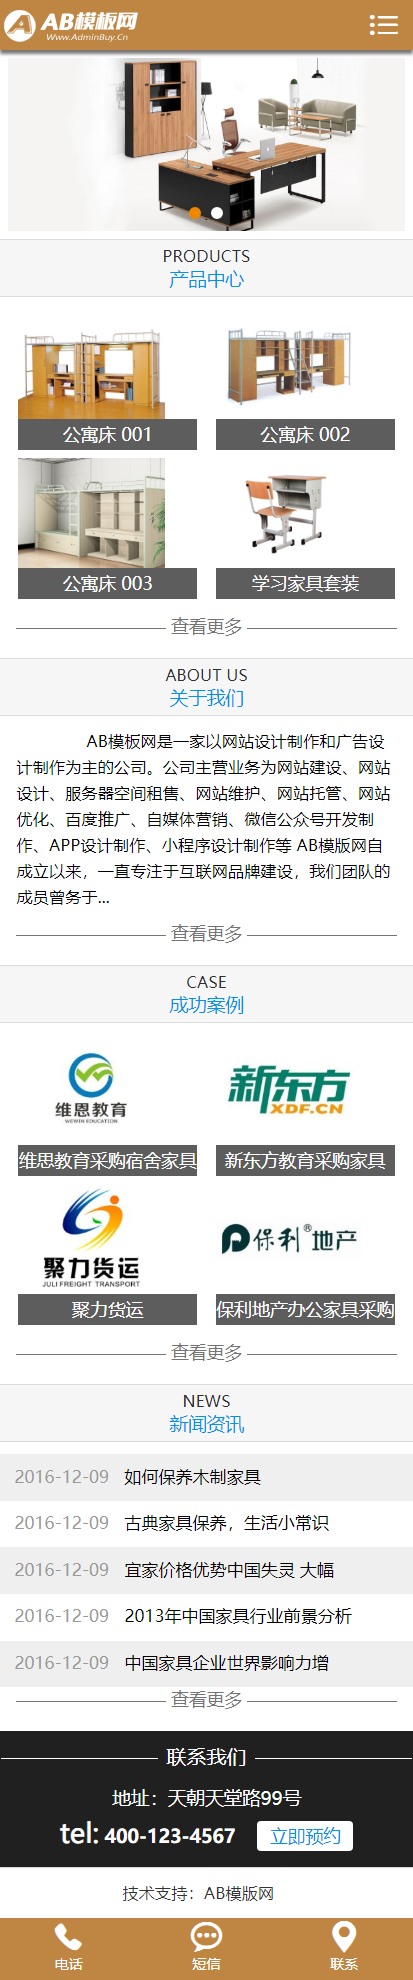 AB模板网
Www.AdminBuy.Cn
PRODUCTS
产品中心
公寓床 001
公寓床 002
公寓床 003
学习家具套装
查看更多
ABOUT US
关于我们
AB模板网是一家以网站设计制作和广告设
计制作为主的公司。公司主营业务为网站建设、网站
设计、服务器空间租售、网站维护、网站托管、网站
优化、百度推广、自媒体营销、微信公众号开发制
作、APP设计制作、小程序设计制作等 AB模版网自
成立以来，一直专注于互联网品牌建设，我们团队的
成员曾务于...
查看更多
CASE
成功案例
维思教育
WEWIN EDUCATION
新东方
XDF.CN
维思教育采购宿舍家具
新东方教育采购家具
聚力货运
JULI FREIGHT TRANSPORT
保利®地产
聚力货运
保利地产办公家具采购
查看更多
NEWS
新闻资讯
2016-12-09 如何保养木制家具
2016-12-09 古典家具保养，生活小常识
2016-12-09 宜家价格优势中国失灵 大幅
2016-12-09 2013年中国家具行业前景分析
2016-12-09 中国家具企业世界影响力增
查看更多
联系我们
地址：天朝天堂路99号
tel: 400-123-4567 立即预约
技术支持：AB模版网
电话
短信
联系